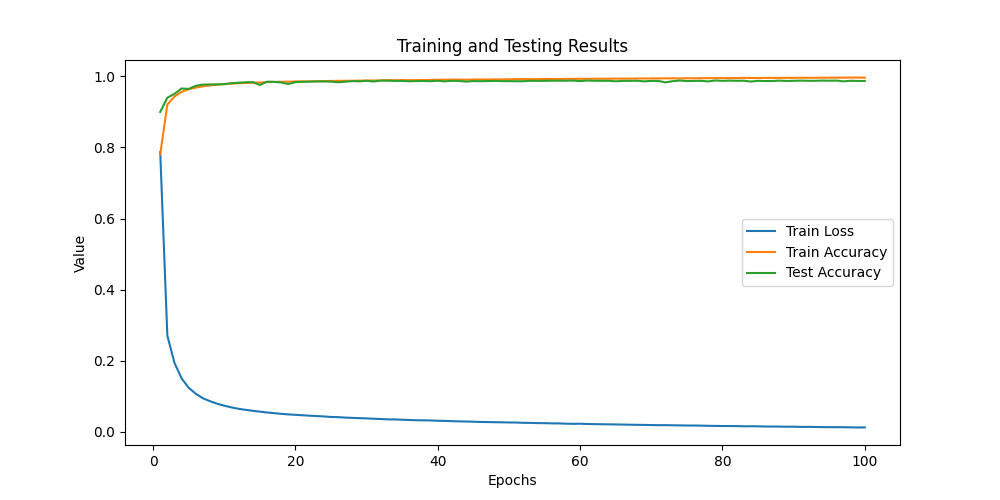 Training and Testing Results
1.0
0.8
0.6
0.4
0.2
0.0
Value
Train Loss
Train Accuracy
Test Accuracy
0 20 40 60 80 100
Epochs